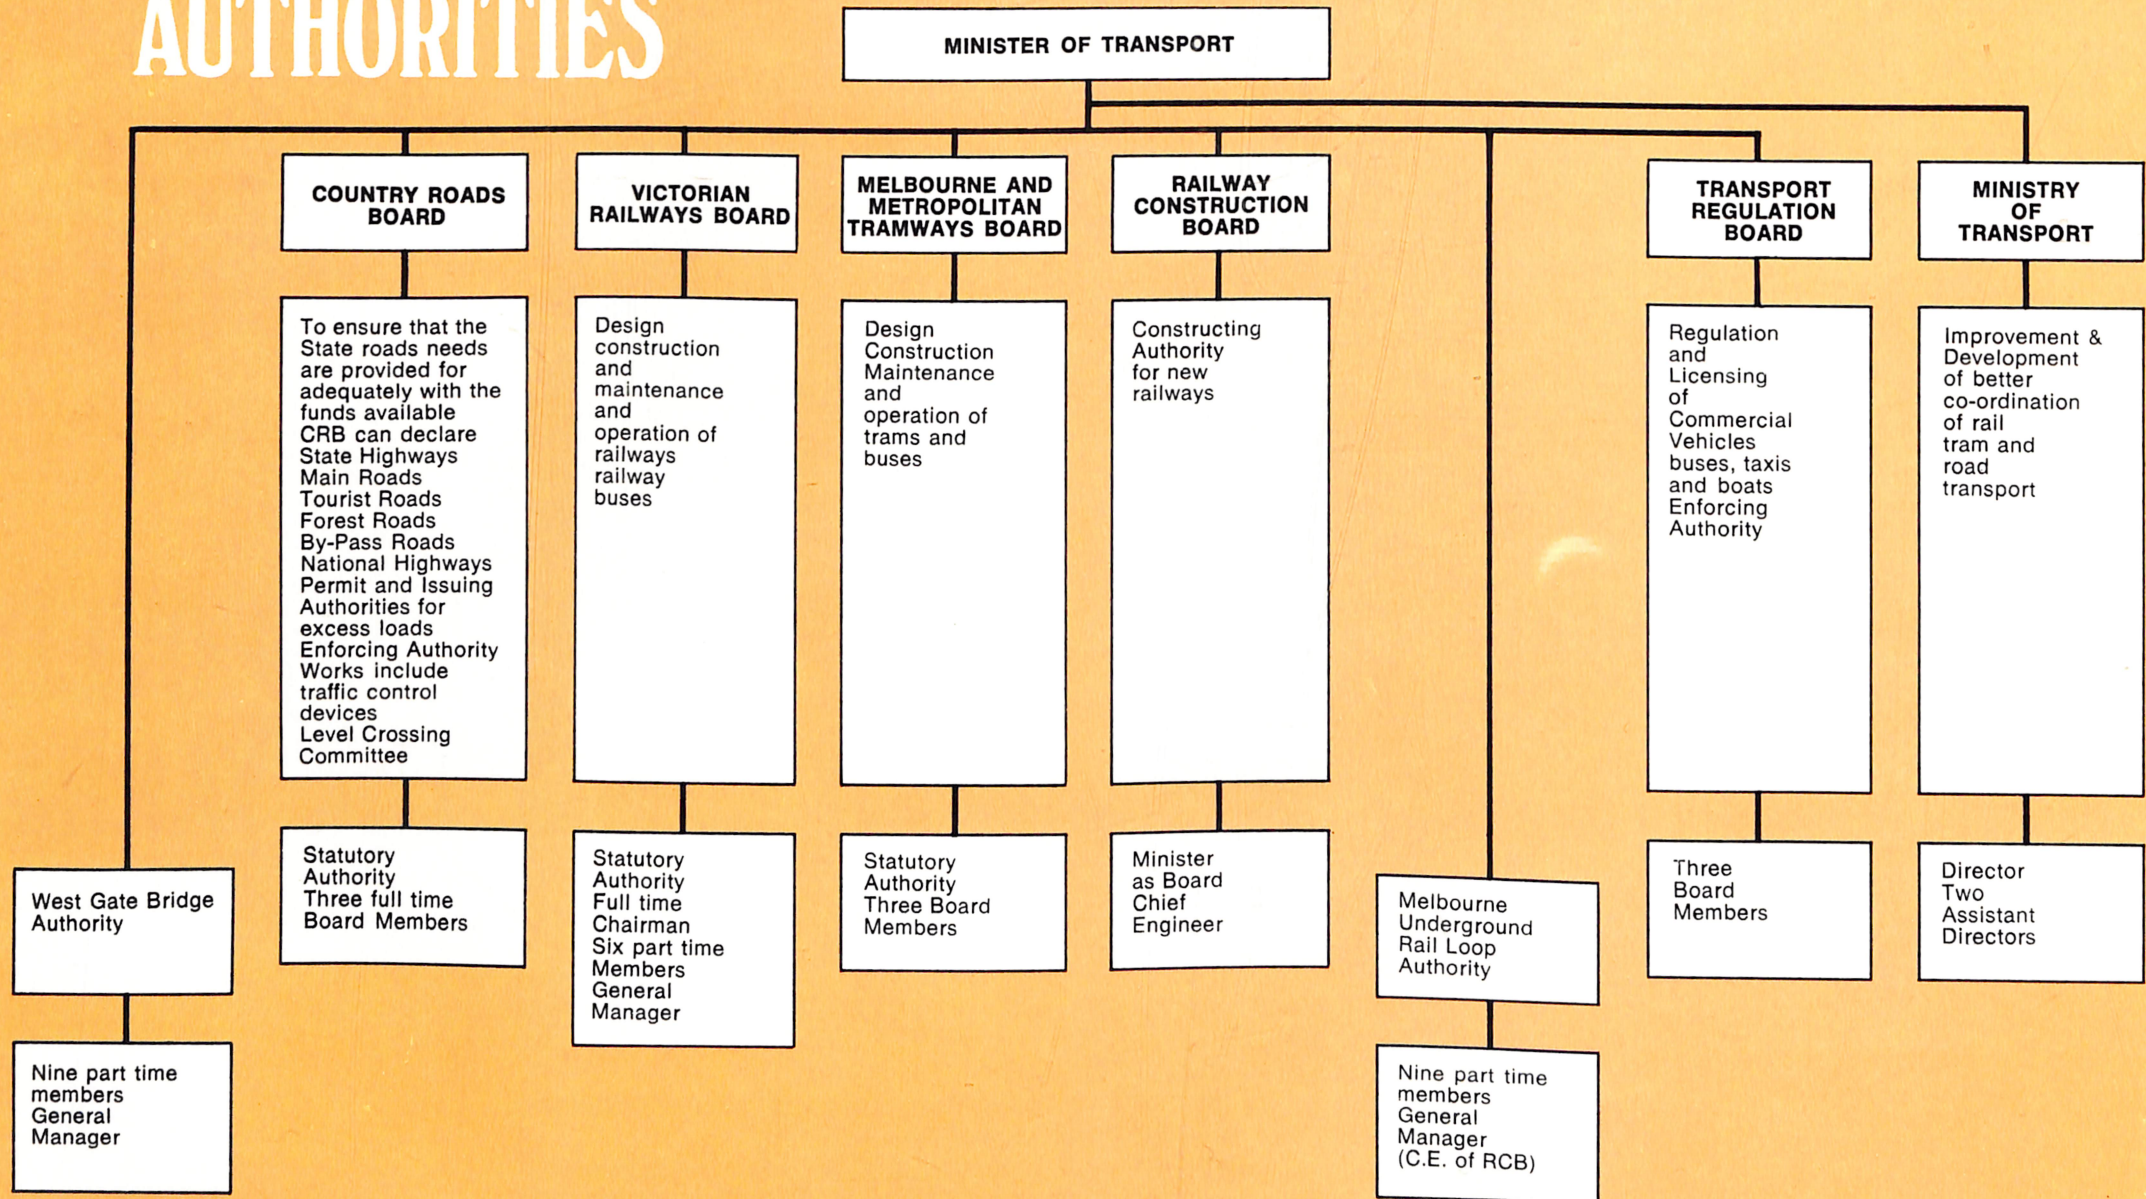 AUTHORITIES
MINISTER OF TRANSPORT
COUNTRY ROADS
BOARD
To ensure that the
State roads needs
are provided for
adequately with the
funds available
CRB can declare
State Highways
Main Roads
Tourist Roads
Forest Roads
By-Pass Roads
National Highways
Permit and Issuing
Authorities for
excess loads
Enforcing Authority
Works include
traffic control
devices
Level Crossing
Committee
Statutory
Authority
Three full time
Board Members
VICTORIAN
RAILWAYS BOARD
Design
construction
and
maintenance
and
operation of
railways
railway
buses
Statutory
Authority
Full time
Chairman
Six part time
Members
General
Manager
MELBOURNE AND
METROPOLITAN
TRAMWAYS BOARD
Design
Construction
Maintenance
and
operation of
trams and
buses
Statutory
Authority
Three Board
Members
RAILWAY
CONSTRUCTION
BOARD
Constructing
Authority
for new
railways
Minister
as Board
Chief
Engineer
TRANSPORT
REGULATION
BOARD
Regulation
and
Licensing
of
Commercial
Vehicles
buses, taxis
and boats
Enforcing
Authority
Three
Board
Members
MINISTRY
OF
TRANSPORT
Improvement &
Development
of better
co-ordination
of rail
tram and
road
transport
Director
Two
Assistant
Directors
West Gate Bridge
Authority
Nine part time
members
General
Manager
Melbourne
Underground
Rail Loop
Authority
Nine part time
members
General
Manager
(C.E. of RCB)